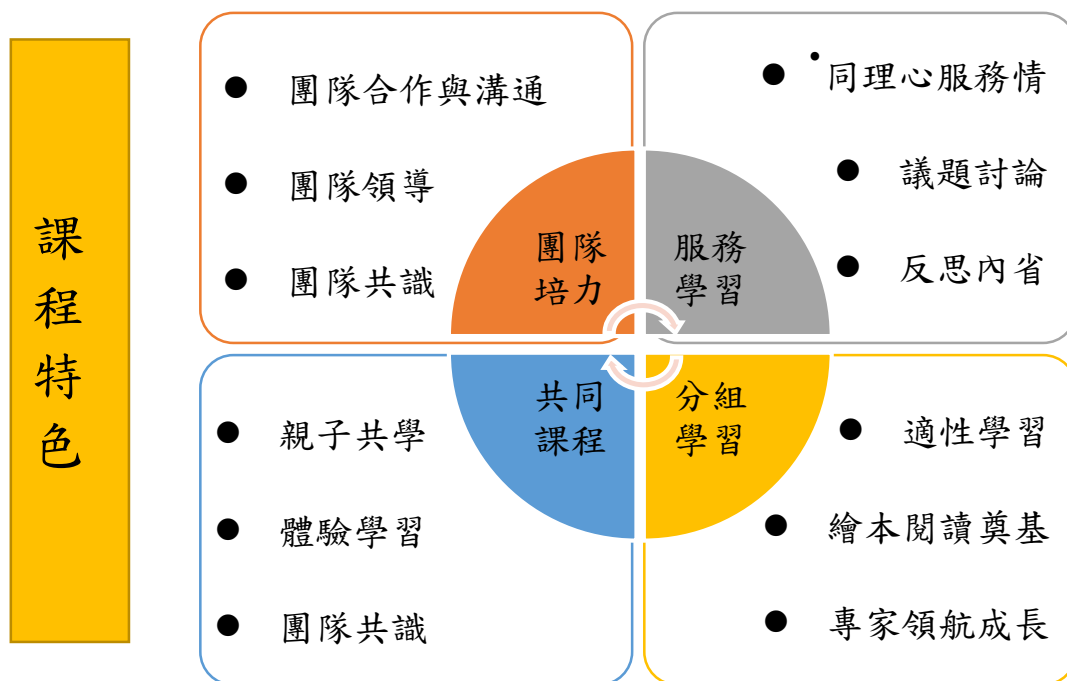 課程特色
● 團隊合作與溝通
● 團隊領導
● 團隊共識
團隊
培力
● •同理心服務情
● 議題討論
● 反思內省
服務
學習
共同
課程
● 親子共學
● 體驗學習
● 團隊共識
分組
學習
● 適性學習
● 繪本閱讀奠基
● 專家領航成長